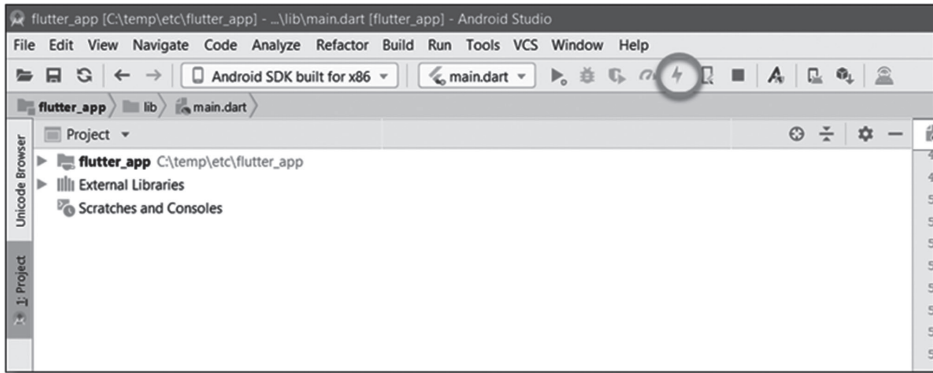 flutter_app [C:\temp\etc\flutter_app] - ...\lib\main.dart [flutter_app] - Android Studio
File Edit View Navigate Code Analyze Refactor Build Run Tools VCS Window Help
Android SDK built for x86 main.dart
flutter_app lib main.dart
Project
flutter_app C:\temp\etc\flutter_app
External Libraries
Scratches and Consoles
Unicode Browser
1: Project